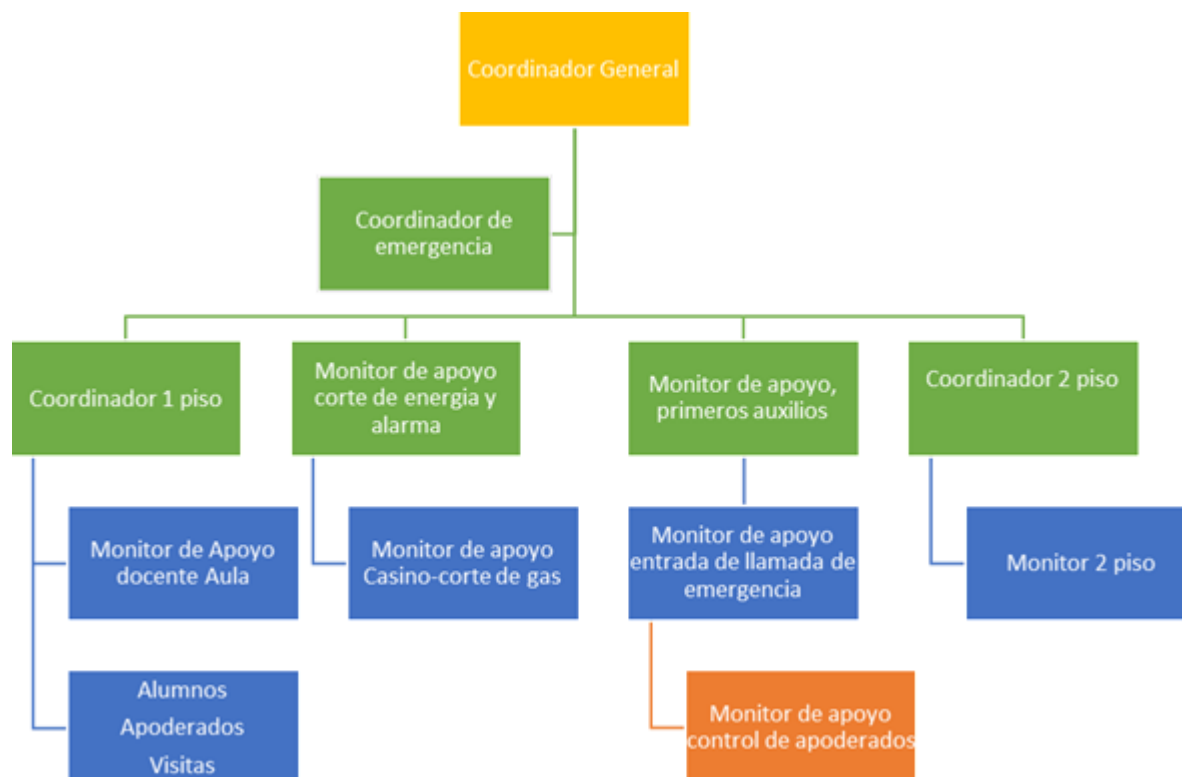 Coordinador General
Coordinador de
emergencia
Coordinador 1 piso
Monitor de apoyo
corte de energia y
alarma
Monitor de apoyo,
primeros auxilios
Coordinador 2 piso
Monitor de Apoyo
docente Aula
Monitor de apoyo
Casino-corte de gas
Monitor de apoyo
entrada de llamada de
emergencia
Monitor 2 piso
Alumnos
Apoderados
Visitas
Monitor de apoyo
control de apoderados